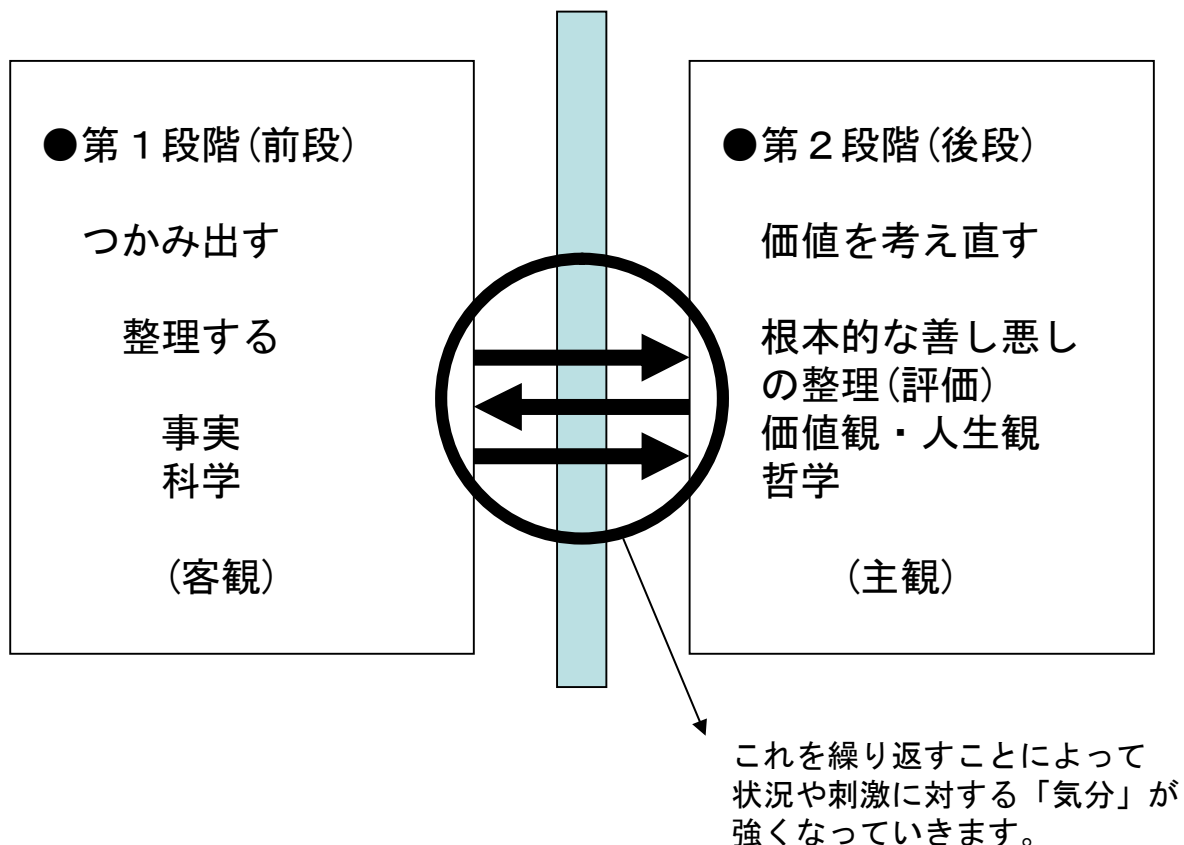 ●第１段階(前段)
つかみ出す
整理する
事実
科学
(客観)
●第２段階(後段)
価値を考え直す
根本的な善し悪し
の整理(評価)
価値観・人生観
哲学
(主観)
これを繰り返すことによって
状況や刺激に対する「気分」が
強くなっていきます。